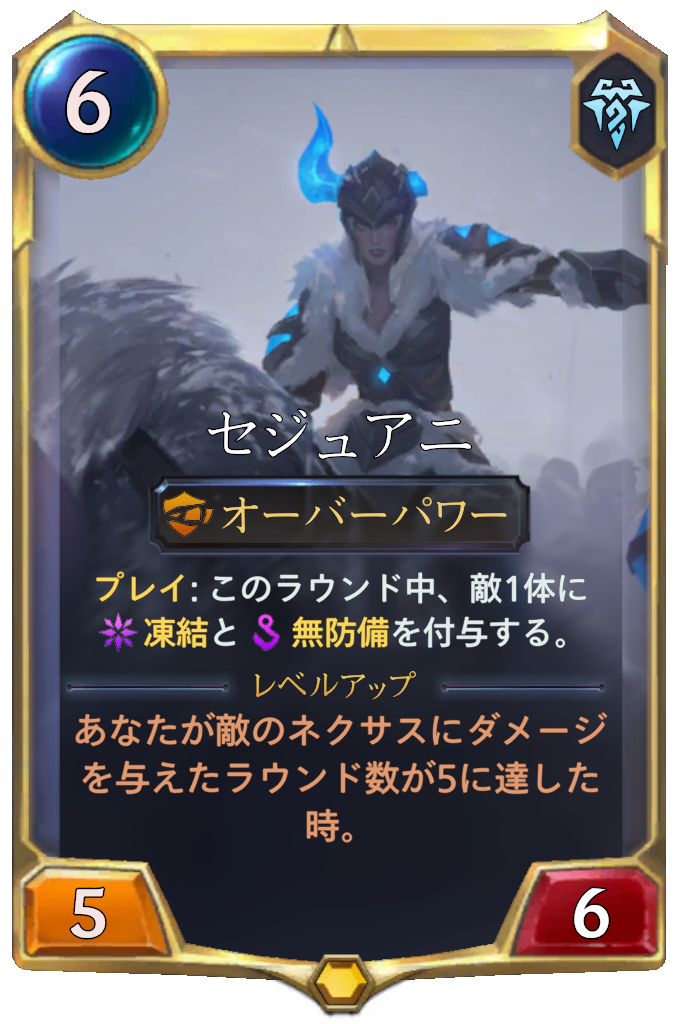 6
セジュアニ
オーバーパワー
プレイ: このラウンド中、敵1体に
凍結と 無防備を付与する。
レベルアップ
あなたが敵のネクサスにダメージ
を与えたラウンド数が5に達した
時。
5
6